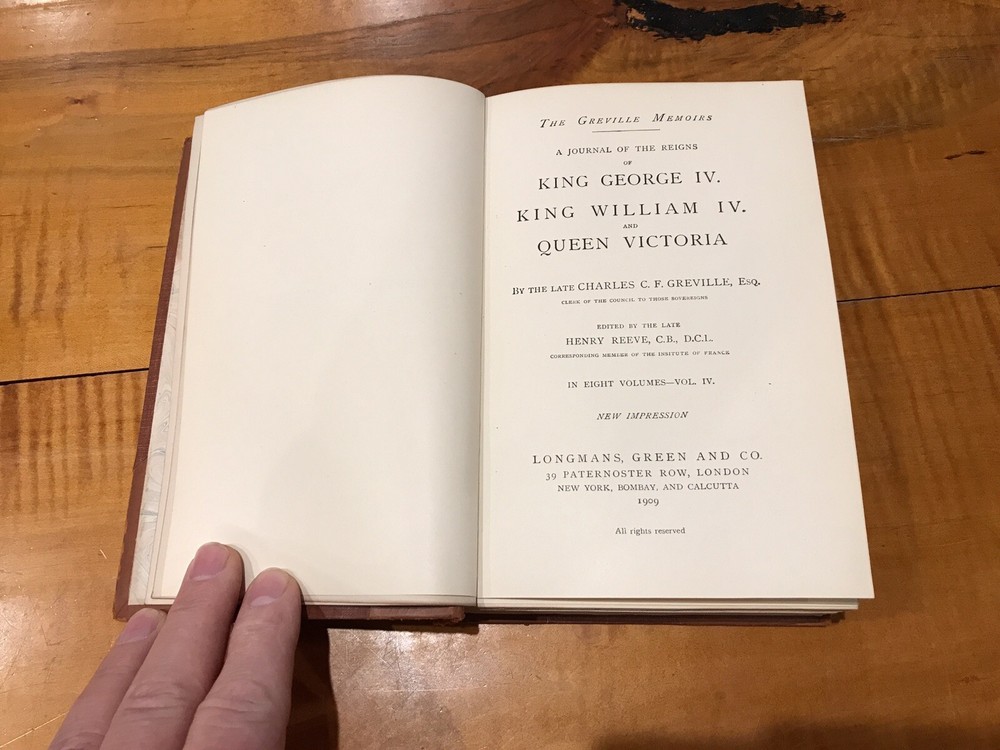 THE GREVILLE MEMOIRS
A JOURNAL OF THE REIGNS
OF
KING GEORGE IV.
KING WILLIAM IV.
AND
QUEEN VICTORIA
BY THE LATE CHARLES C. F. GREVILLE, ESQ.
CLERK OF THE COUNCIL TO THOSE SOVEREIGNS
EDITED BY THE LATE
HENRY REEVE, C.B., D.C.L.
CORRESPONDING MEMBER OF THE INSITUTE OF FRANCE
IN EIGHT VOLUMES—VOL. IV.
NEW IMPRESSION
LONGMANS, GREEN AND CO.
39 PATERNOSTER ROW, LONDON
NEW YORK, BOMBAY, AND CALCUTTA
1909
All rights reserved